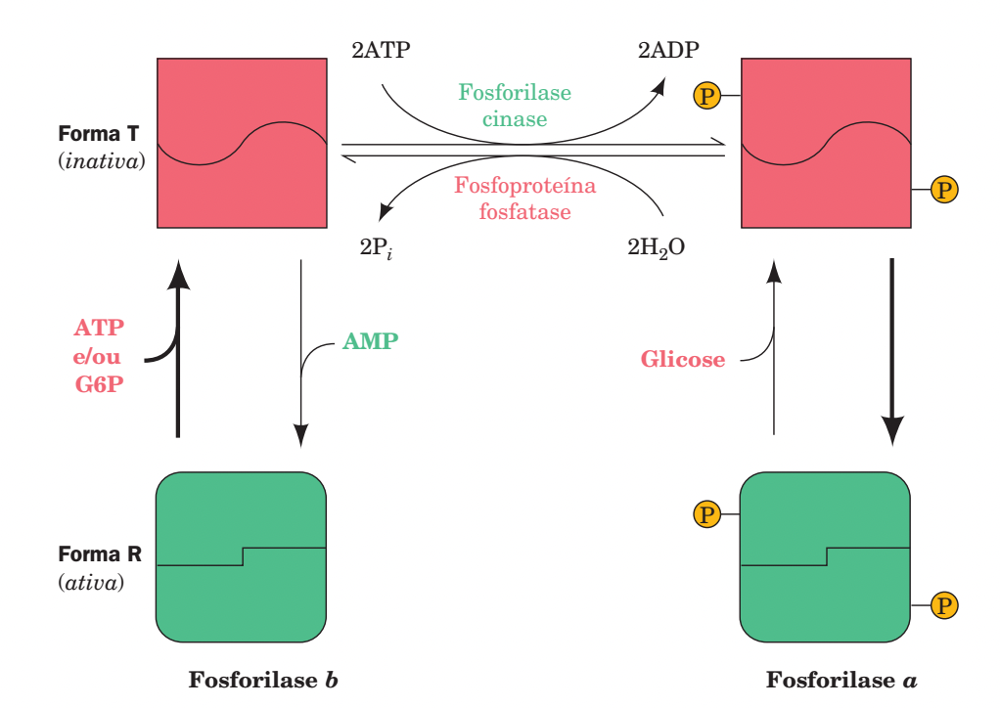 2ATP
2ADP
Fosforilase
cinase
P
Forma T
(inativa)
Fosfoproteína
fosfatase
P
2Pi
2H2O
ATP
e/ou
G6P
AMP
Glicose
P
Forma R
(ativa)
P
Fosforilase b
Fosforilase a